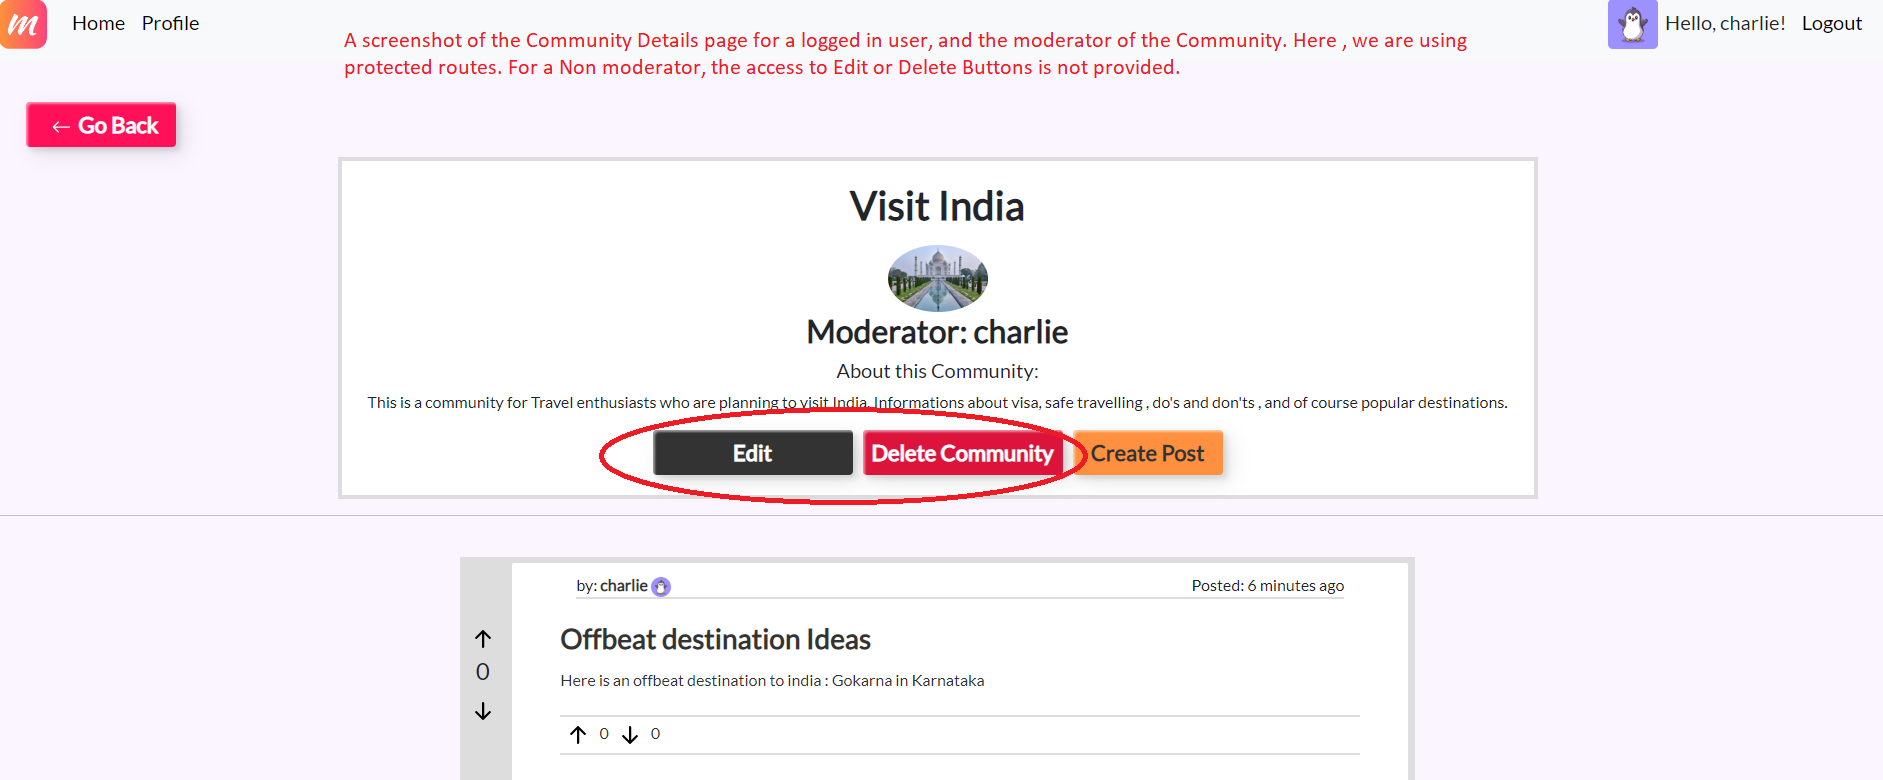 m Home Profile Hello, charlie! Logout
A screenshot of the Community Details page for a logged in user, and the moderator of the Community. Here , we are using
protected routes. For a Non moderator, the access to Edit or Delete Buttons is not provided.
← Go Back
Visit India
Moderator: charlie
About this Community:
This is a community for Travel enthusiasts who are planning to visit India. Informations about visa, safe travelling , do's and don'ts , and of course popular destinations.
Edit Delete Community Create Post
by: charlie Posted: 6 minutes ago
Offbeat destination Ideas
0
Here is an offbeat destination to india : Gokarna in Karnataka
↑ 0 ↓ 0